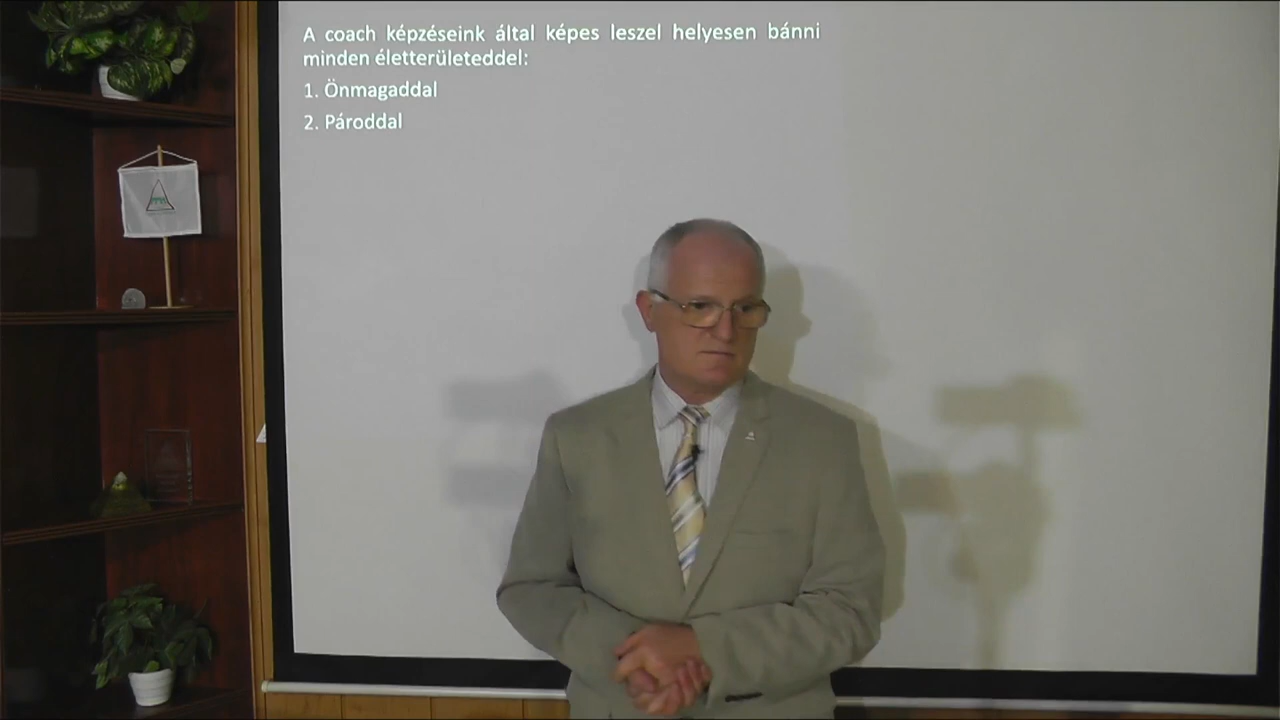 A coach képzéseink által képes leszel helyesen bánni
minden életterületeddel:
1. Önmagaddal
2. Pároddal